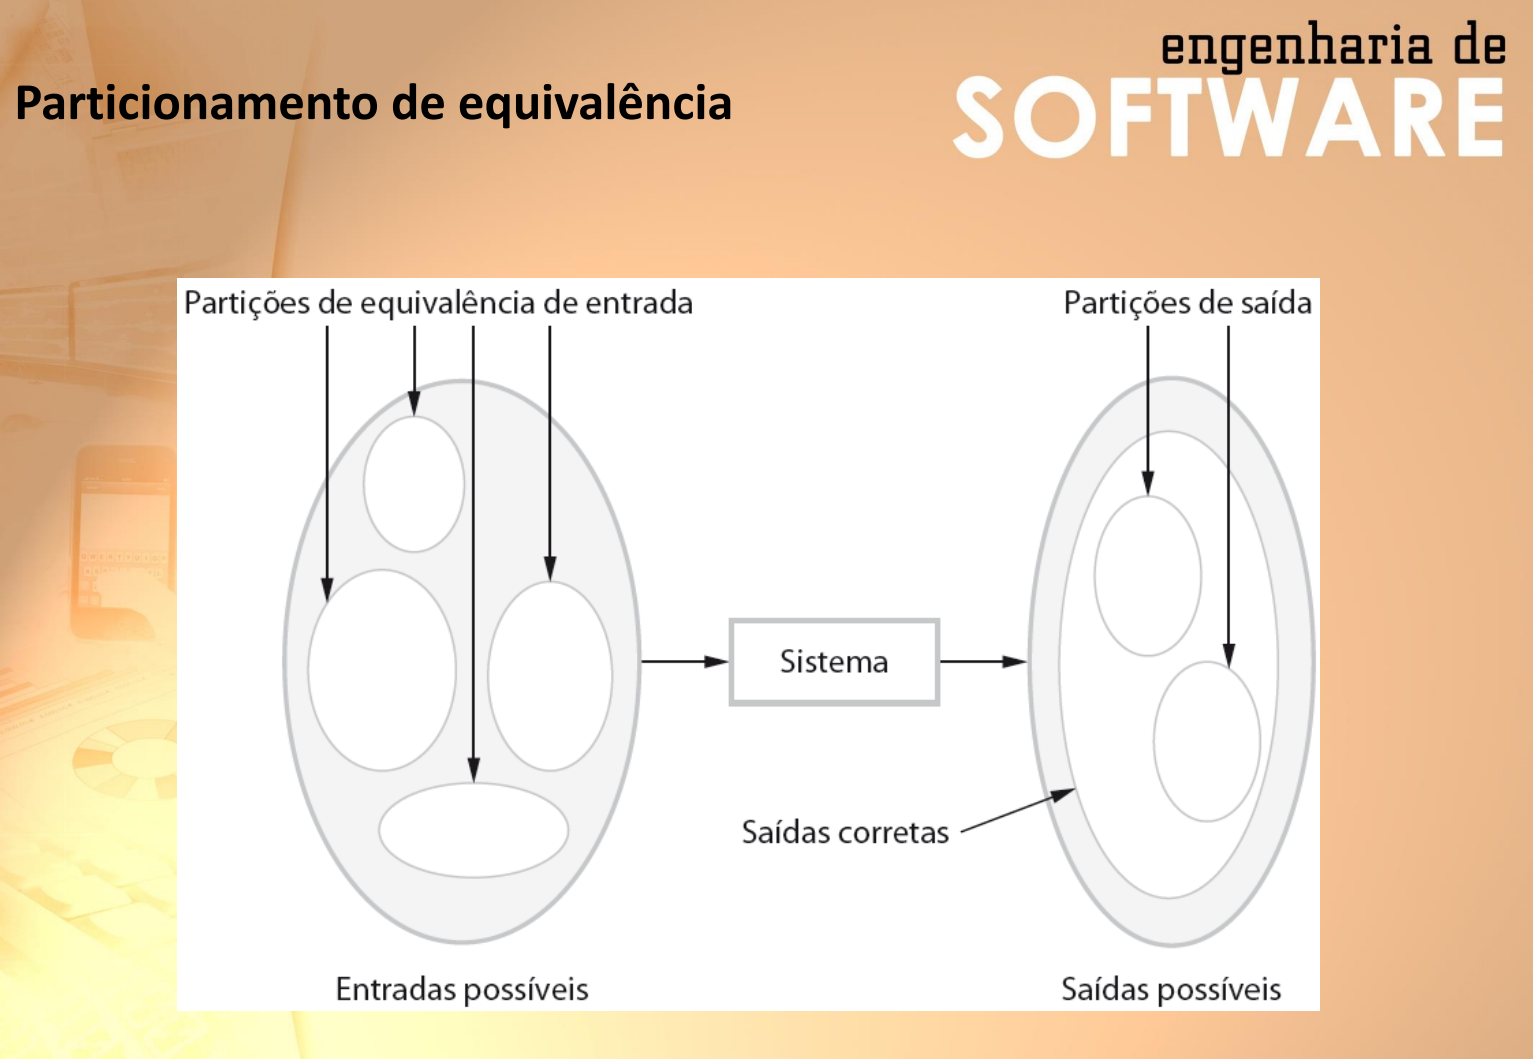 engenharia de
SOFTWARE
Particionamento de equivalência
Partições de equivalência de entrada
Partições de saída
Sistema
Saídas corretas
Entradas possíveis
Saídas possíveis